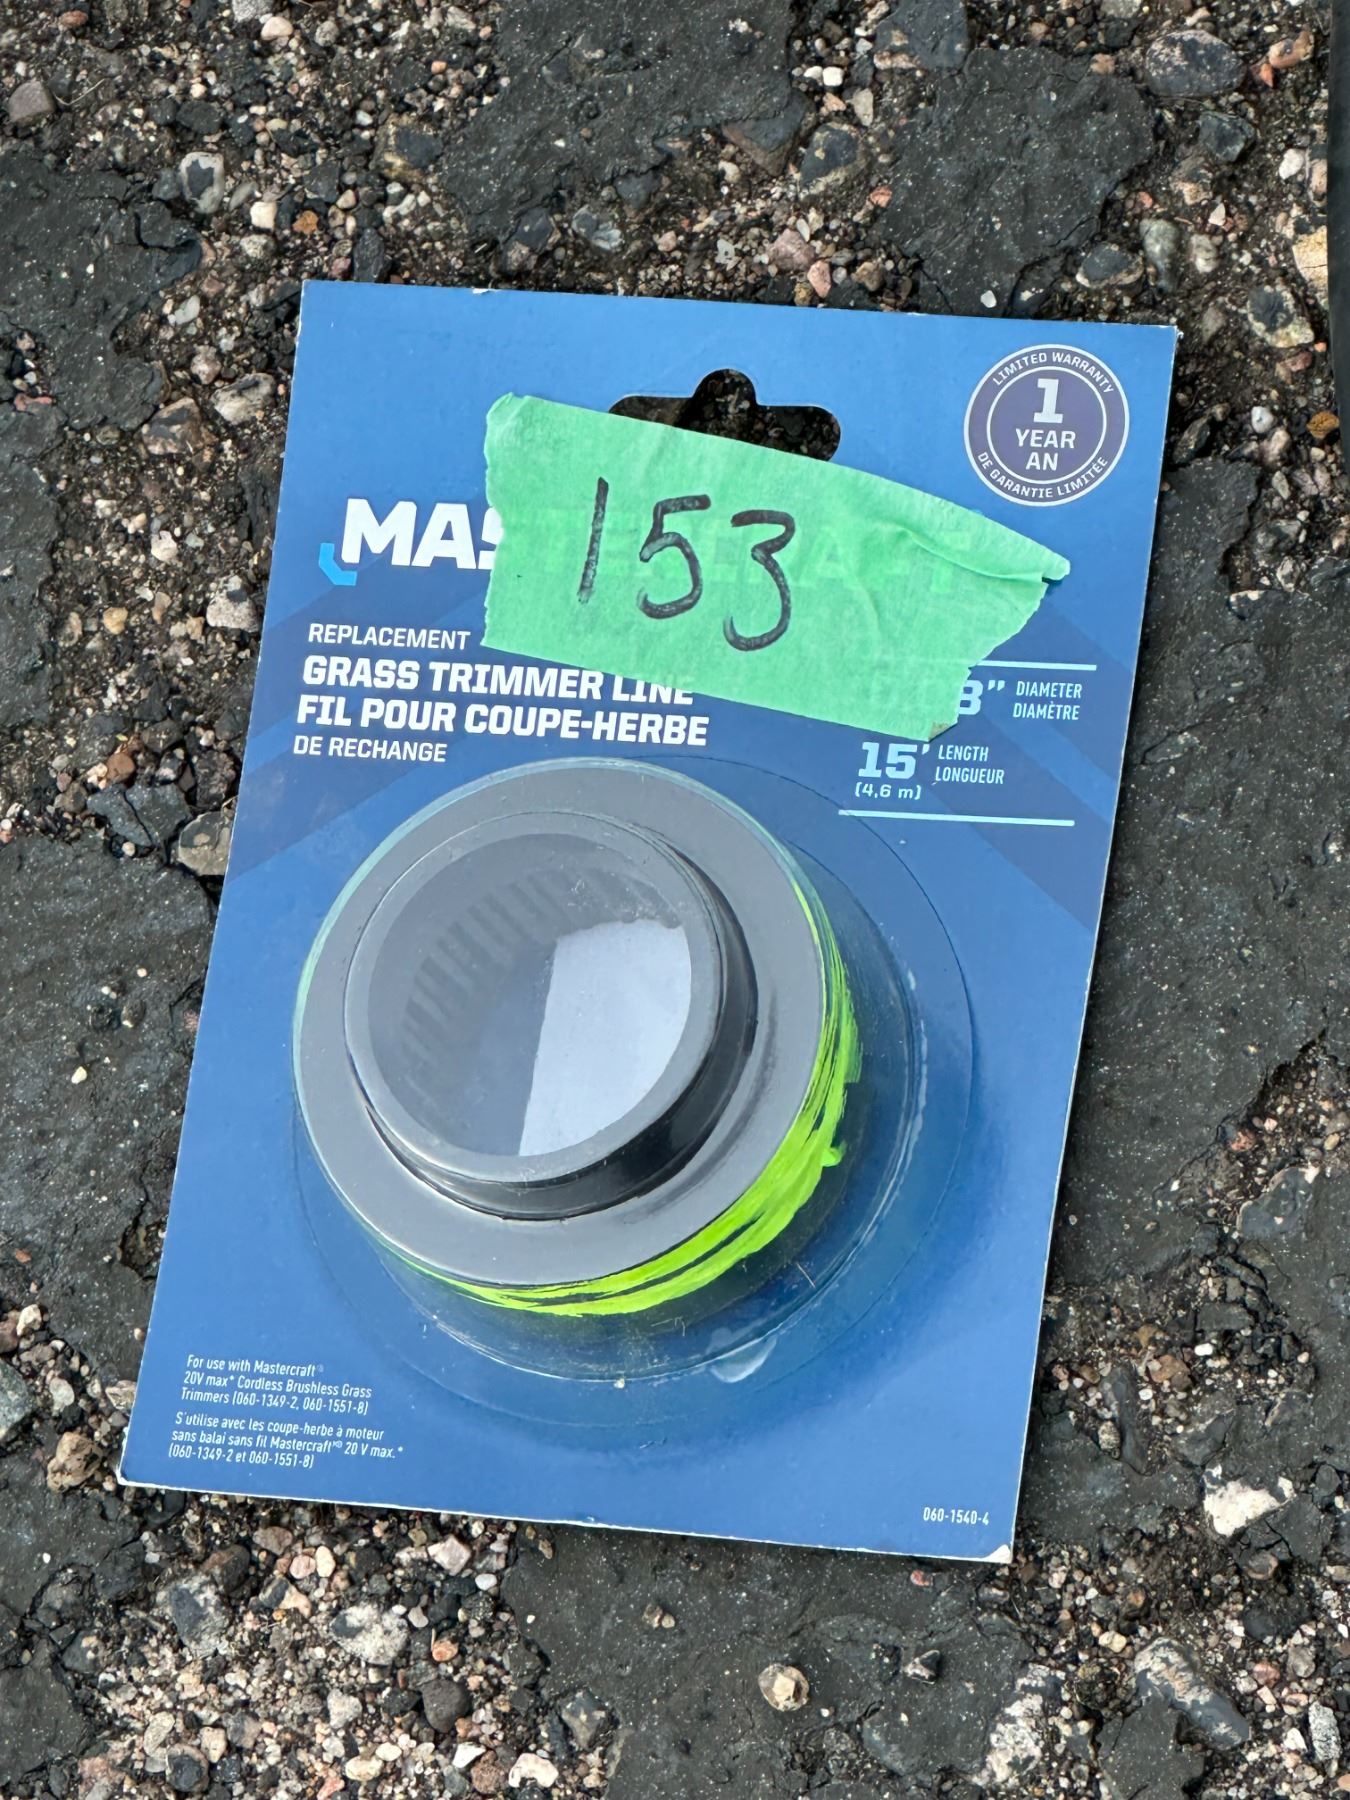 LIMITED WARRANTY
1
YEAR
AN
DE GARANTIE LIMITÉE
153
MASTERCRAFT
REPLACEMENT
GRASS TRIMMER LINE
FIL POUR COUPE-HERBE
DE RECHANGE
8" DIAMETER
DIAMÈTRE
15' LENGTH
(4,6 m) LONGUEUR
For use with Mastercraft®
20V max* Cordless Brushless Grass
Trimmers (060-1349-2, 060-1551-8)
S'utilise avec les coupe-herbe à moteur
sans balai sans fil Mastercraft^MD 20 V max.*
(060-1349-2 et 060-1551-8)
060-1540-4